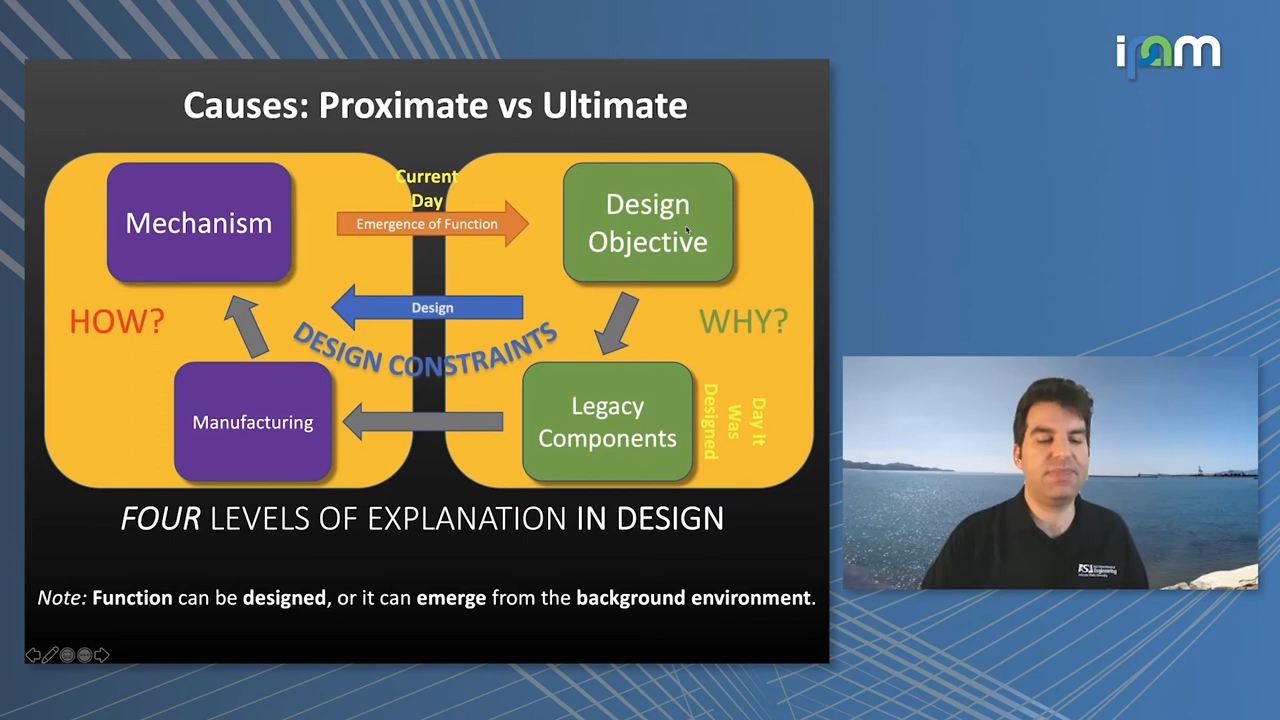 ipam
Causes: Proximate vs Ultimate
Mechanism
Current
Day
Emergence of Function
Design
Objective
HOW?
Design
WHY?
DESIGN CONSTRAINTS
Manufacturing
Legacy
Components
Day It
Was
Designed
FOUR LEVELS OF EXPLANATION IN DESIGN
Note: Function can be designed, or it can emerge from the background environment.
ASU
Engineering